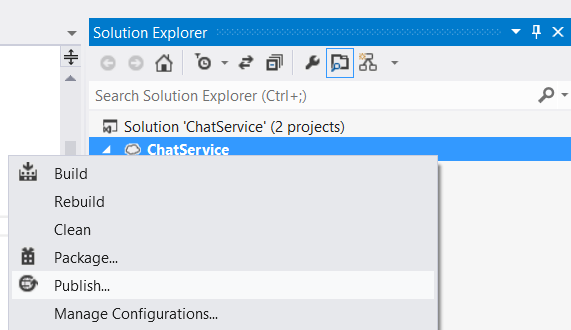 Solution Explorer
Search Solution Explorer (Ctrl+;)
Solution 'ChatService' (2 projects)
ChatService
Build
Rebuild
Clean
Package...
Publish...
Manage Configurations...